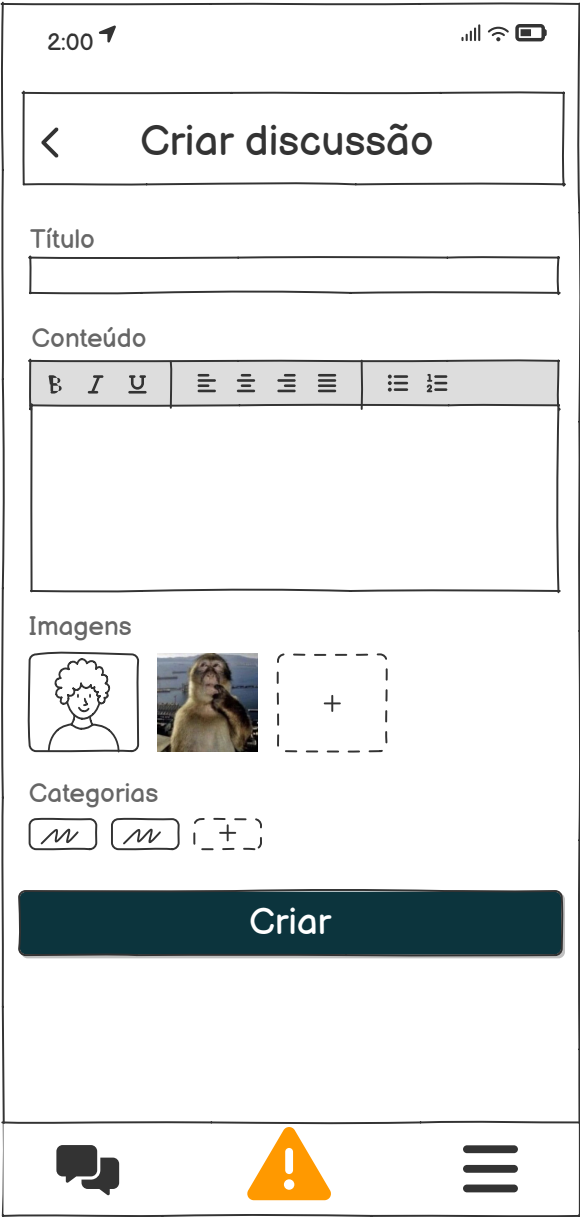 2:00
Criar discussão
Título
Conteúdo
B I U
Imagens
Categorias
Criar